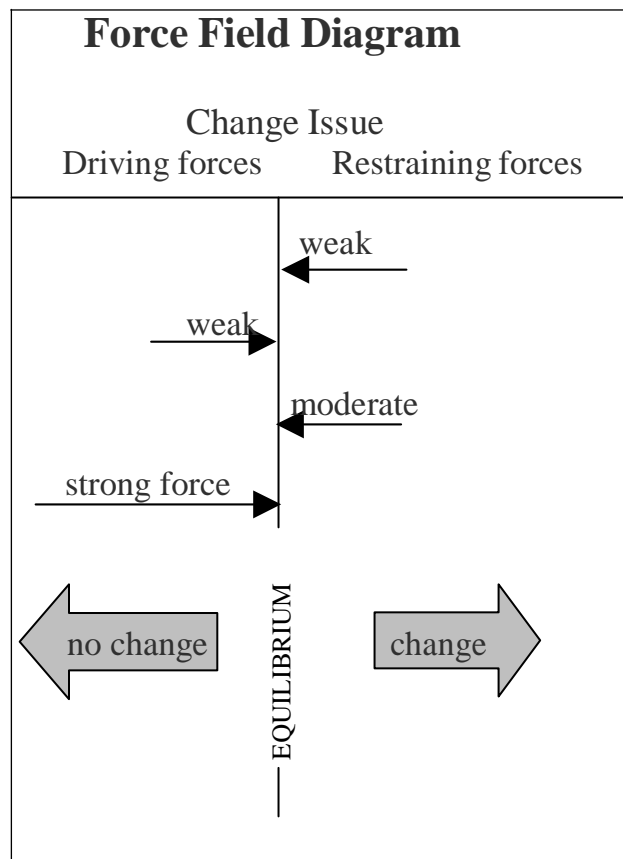 Force Field Diagram
Change Issue
Driving forces Restraining forces
weak
weak
moderate
strong force
no change
EQUILIBRIUM
change